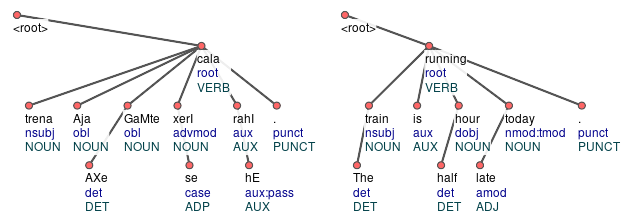 <root> <root>
cala running
root root
VERB VERB
trena Aja GaMte xerI rahI . train is hour today .
nsubj obl obl advmod aux punct nsubj aux dobj nmod:tmod punct
NOUN NOUN NOUN NOUN AUX PUNCT NOUN AUX NOUN NOUN PUNCT
AXe se hE The half late
det case aux:pass det det amod
DET ADP AUX DET DET ADJ